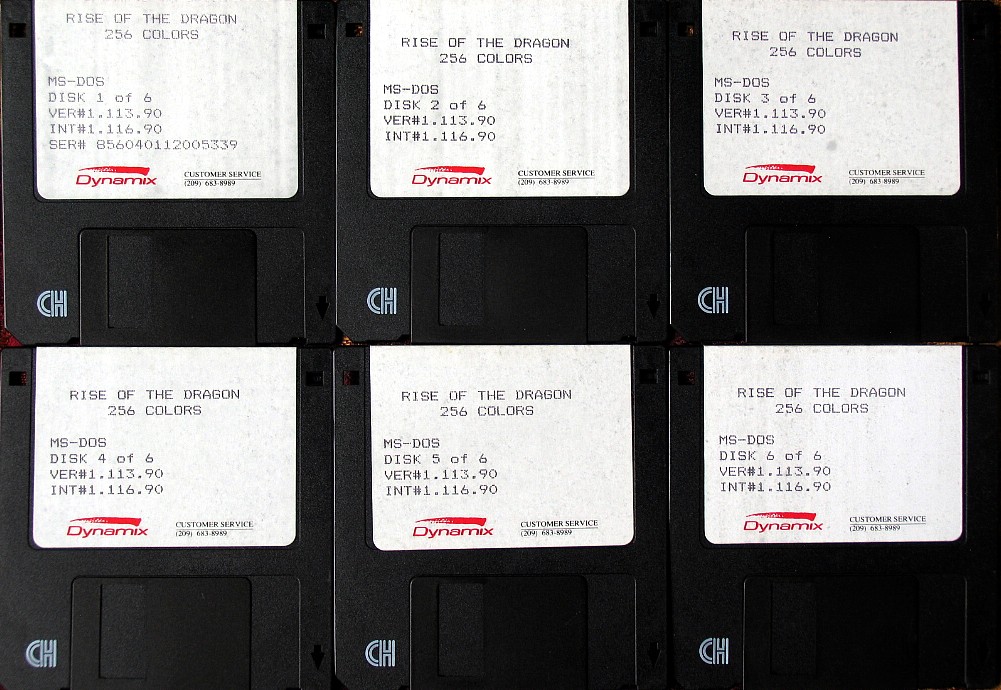 RISE OF THE DRAGON
256 COLORS
MS-DOS
DISK 1 of 6
VER#1.113.90
INT#1.116.90
SER# 856040112005339
Dynamix
CUSTOMER SERVICE
(209) 683-8989
CH
RISE OF THE DRAGON
256 COLORS
MS-DOS
DISK 2 of 6
VER#1.113.90
INT#1.116.90
Dynamix
CUSTOMER SERVICE
(209) 683-8989
CH
RISE OF THE DRAGON
256 COLORS
MS-DOS
DISK 3 of 6
VER#1.113.90
INT#1.116.90
Dynamix
CUSTOMER SERVICE
(209) 683-8989
CH
RISE OF THE DRAGON
256 COLORS
MS-DOS
DISK 4 of 6
VER#1.113.90
INT#1.116.90
Dynamix
CUSTOMER SERVICE
(209) 683-8989
CH
RISE OF THE DRAGON
256 COLORS
MS-DOS
DISK 5 of 6
VER#1.113.90
INT#1.116.90
Dynamix
CUSTOMER SERVICE
(209) 683-8989
CH
RISE OF THE DRAGON
256 COLORS
MS-DOS
DISK 6 of 6
VER#1.113.90
INT#1.116.90
Dynamix
CUSTOMER SERVICE
(209) 683-8989
CH